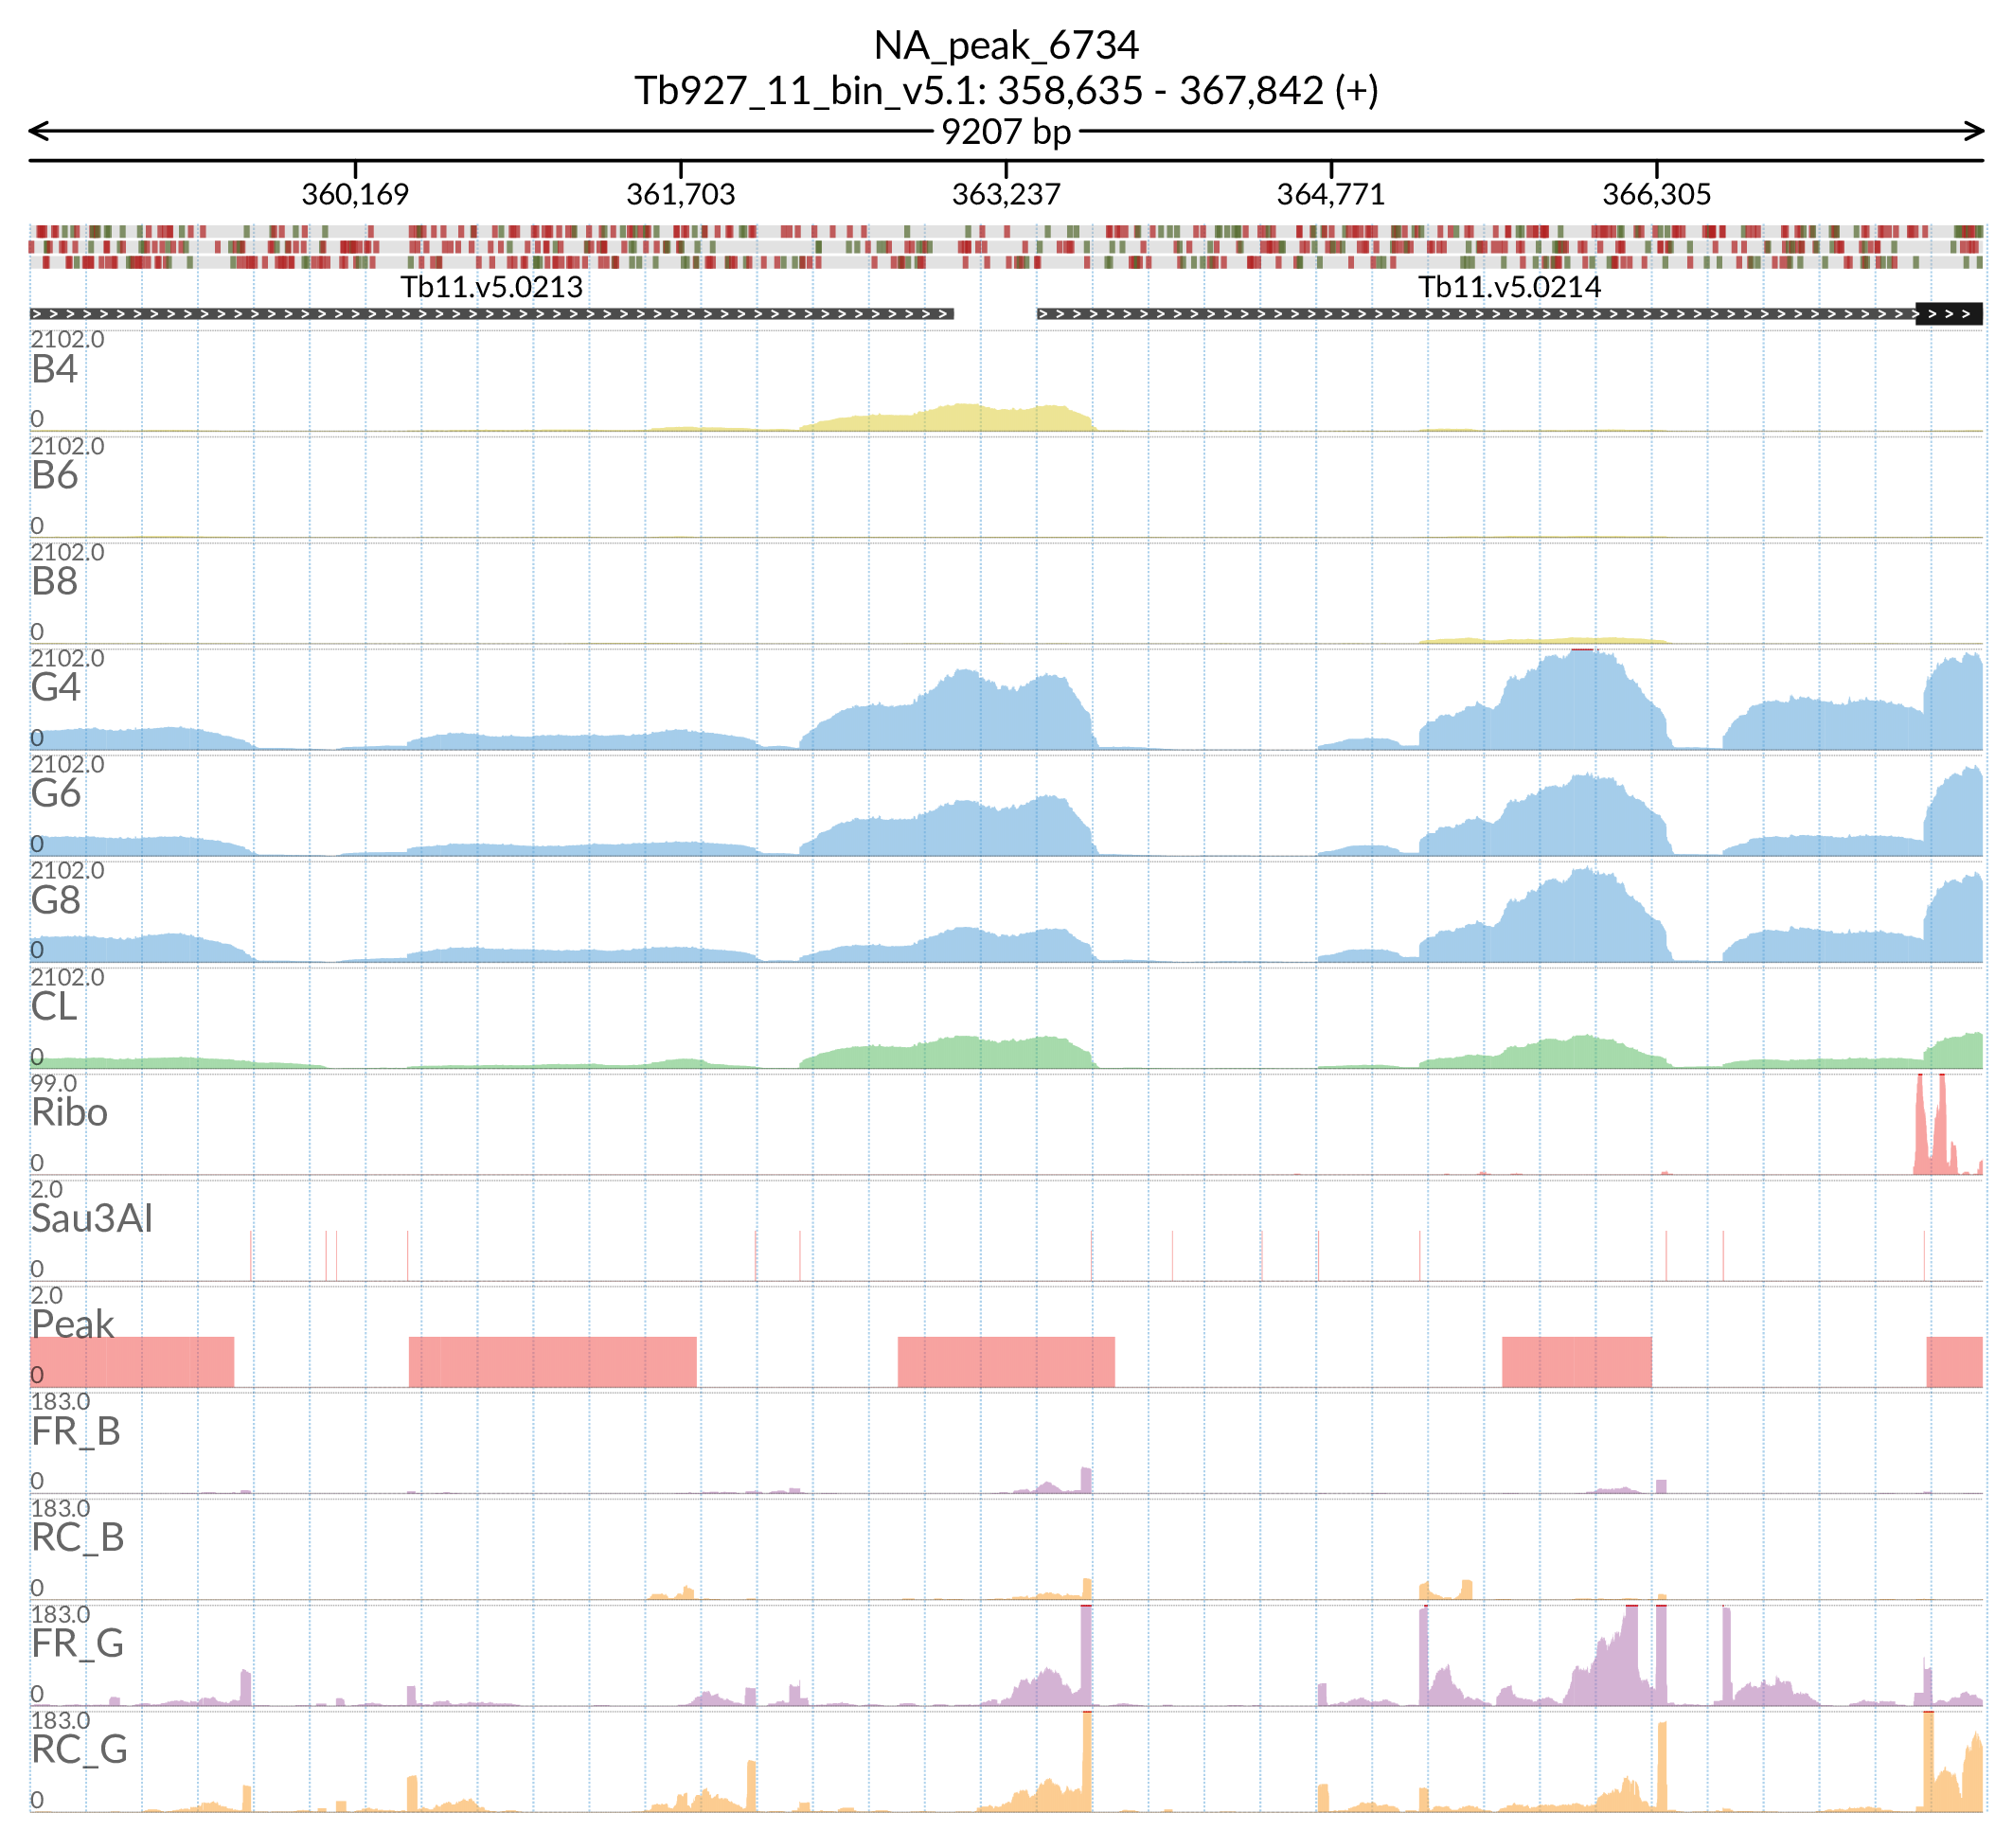 NA_peak_6734
Tb927_11_bin_v5.1: 358,635 - 367,842 (+)
9207 bp
360,169 361,703 363,237 364,771 366,305
Tb11.v5.0213 Tb11.v5.0214
2102.0
B4
0
2102.0
B6
0
2102.0
B8
0
2102.0
G4
0
2102.0
G6
0
2102.0
G8
0
2102.0
CL
0
99.0
Ribo
0
2.0
Sau3AI
0
2.0
Peak
0
183.0
FR_B
0
183.0
RC_B
0
183.0
FR_G
0
183.0
RC_G
0